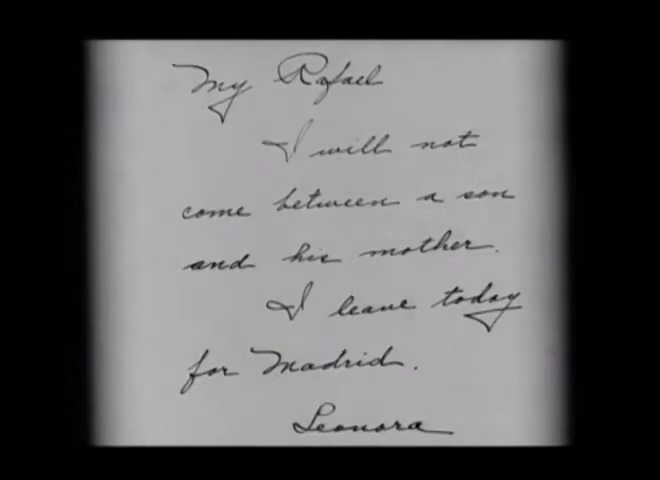 My Rafael
I will not
come between a son
and his mother.
I leave today
for Madrid.
Leonora